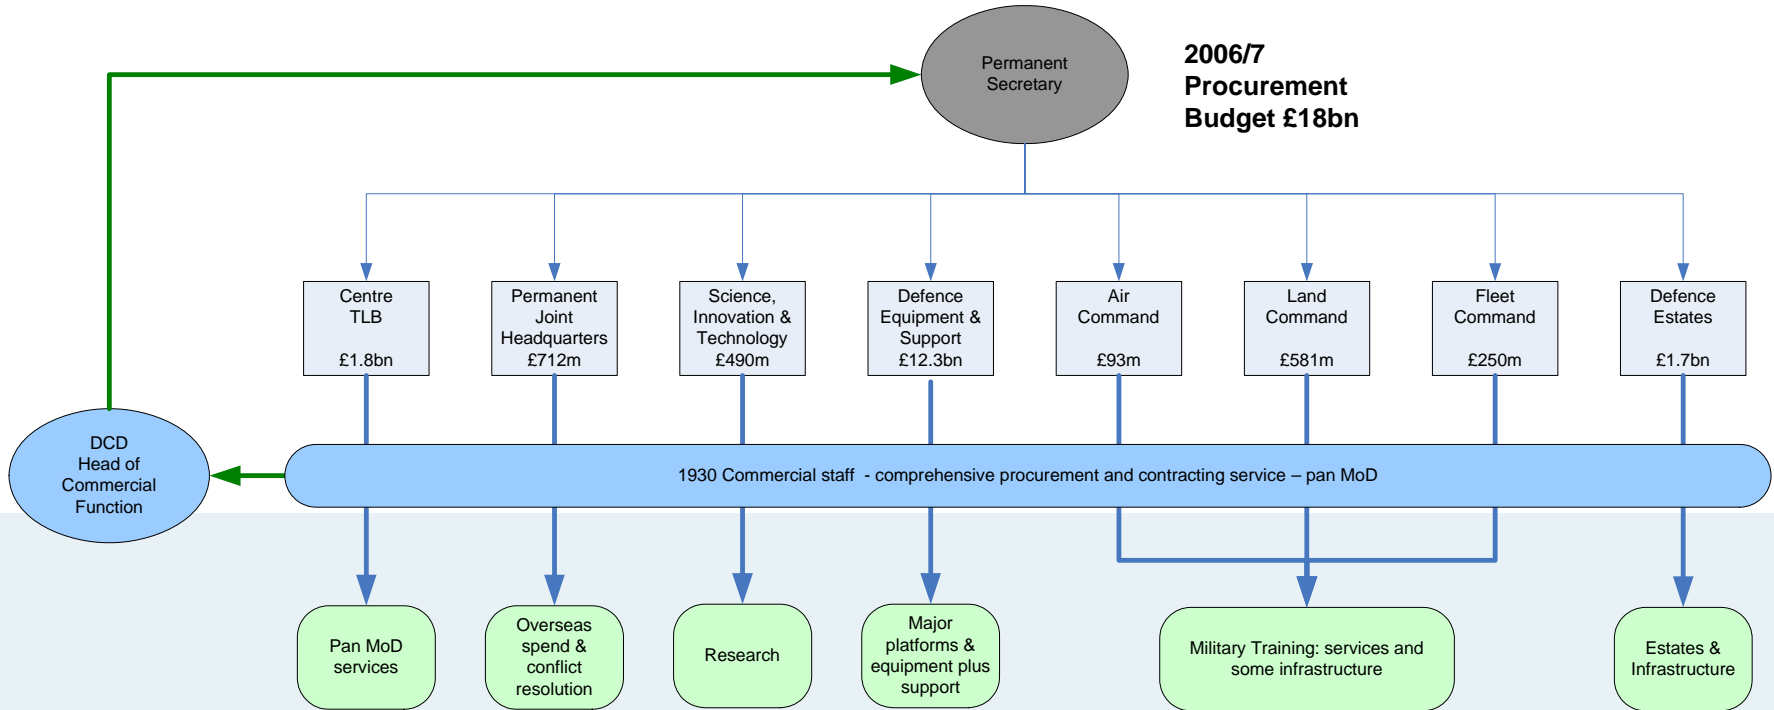 Permanent
Secretary
2006/7
Procurement
Budget £18bn
Centre
TLB
£1.8bn
Permanent
Joint
Headquarters
£712m
Science,
Innovation &
Technology
£490m
Defence
Equipment &
Support
£12.3bn
Air
Command
£93m
Land
Command
£581m
Fleet
Command
£250m
Defence
Estates
£1.7bn
DCD
Head of
Commercial
Function
1930 Commercial staff - comprehensive procurement and contracting service – pan MoD
Pan MoD
services
Overseas
spend &
conflict
resolution
Research
Major
platforms &
equipment plus
support
Military Training: services and
some infrastructure
Estates &
Infrastructure